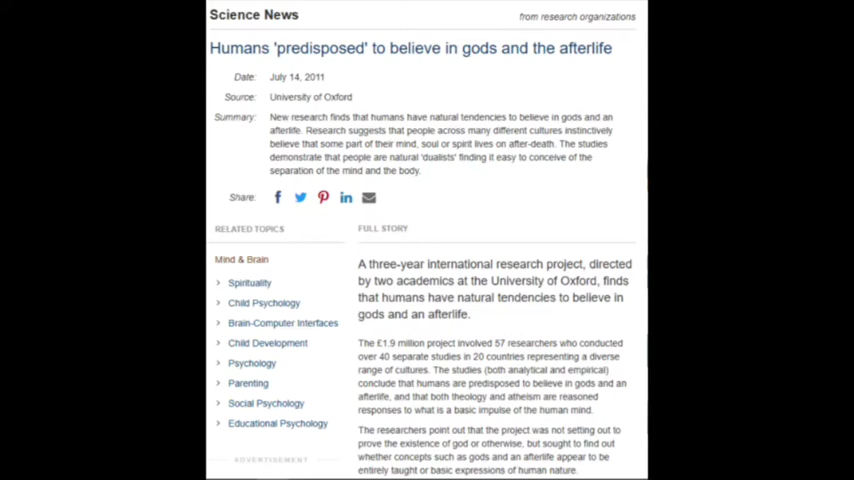 Science News
from research organizations
Humans 'predisposed' to believe in gods and the afterlife
Date: July 14, 2011
Source: University of Oxford
Summary: New research finds that humans have natural tendencies to believe in gods and an
afterlife. Research suggests that people across many different cultures instinctively
believe that some part of their mind, soul or spirit lives on after-death. The studies
demonstrate that people are natural 'dualists' finding it easy to conceive of the
separation of the mind and the body.
Share:
RELATED TOPICS
Mind & Brain
Spirituality
Child Psychology
Brain-Computer Interfaces
Child Development
Psychology
Parenting
Social Psychology
Educational Psychology
ADVERTISEMENT
FULL STORY
A three-year international research project, directed
by two academics at the University of Oxford, finds
that humans have natural tendencies to believe in
gods and an afterlife.
The £1.9 million project involved 57 researchers who conducted
over 40 separate studies in 20 countries representing a diverse
range of cultures. The studies (both analytical and empirical)
conclude that humans are predisposed to believe in gods and an
afterlife, and that both theology and atheism are reasoned
responses to what is a basic impulse of the human mind.
The researchers point out that the project was not setting out to
prove the existence of god or otherwise, but sought to find out
whether concepts such as gods and an afterlife appear to be
entirely taught or basic expressions of human nature.